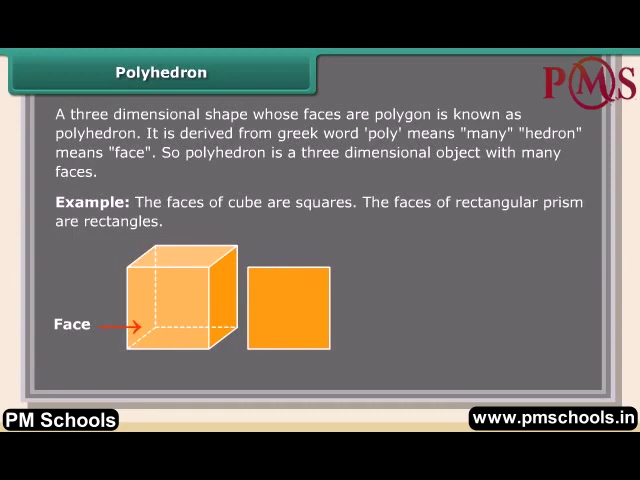 Polyhedron
PMS
A three dimensional shape whose faces are polygon is known as
polyhedron. It is derived from greek word 'poly' means "many" "hedron"
means "face". So polyhedron is a three dimensional object with many
faces.
Example: The faces of cube are squares. The faces of rectangular prism
are rectangles.
Face
PM Schools
www.pmschools.in